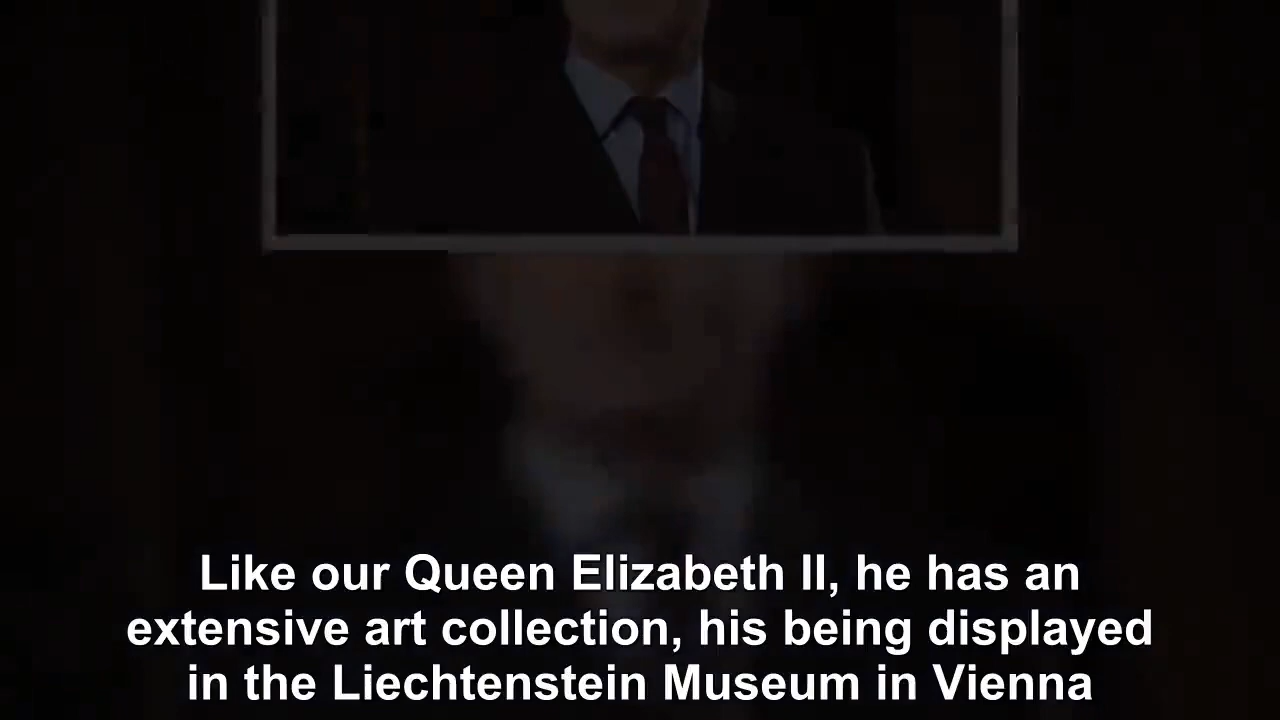 Like our Queen Elizabeth II, he has an
extensive art collection, his being displayed
in the Liechtenstein Museum in Vienna